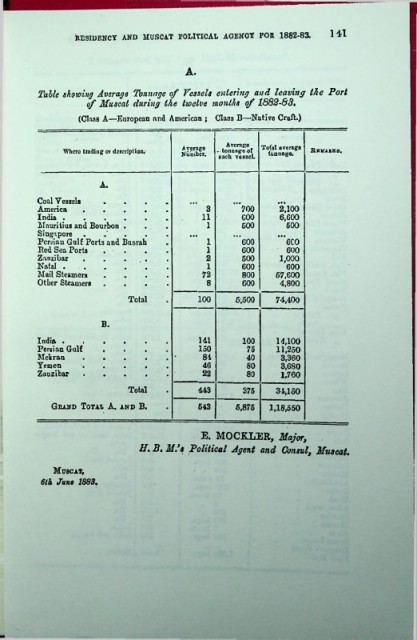 RESIDENCY AND MUSCAT POLITICAL AGENCY FOR 1882-83. 141
A.
Table showing Average Tonnage of Vessels entering and leaving the Port
of Muscat during the twelve months of 1882-83.
(Class A—European and American ; Class B—Native Craft.)
Where trading or description. Average Number. Average tonnage of each vessel. Total average tonnage. REMARKS.
A.
Coal Vessels . . . . ... ... ...
America . . . . . 3 700 2,100
India . . . . . . 11 600 6,600
Mauritius and Bourbon . . . 1 500 500
Singapore . . . . . ... ... ...
Persian Gulf Ports and Busrah . 1 600 600
Red Sea Ports . . . . 1 600 600
Zanzibar . . . . . 2 500 1,000
Natal . . . . . . 1 600 600
Mail Steamers . . . . 72 800 57,600
Other Steamers . . . . 8 600 4,800
Total . 100 5,500 74,400
B.
India . . . . . . 141 100 14,100
Persian Gulf . . . . 150 75 11,250
Mekran . . . . . 84 40 3,360
Yemen . . . . . 46 80 3,680
Zanzibar . . . . . 22 80 1,760
Total . 443 375 34,150
GRAND TOTAL A. AND B. . 543 5,875 1,18,550
E. MOCKLER, Major,
H. B. M.'s Political Agent and Consul, Muscat.
MUSCAT,
6th June 1883.